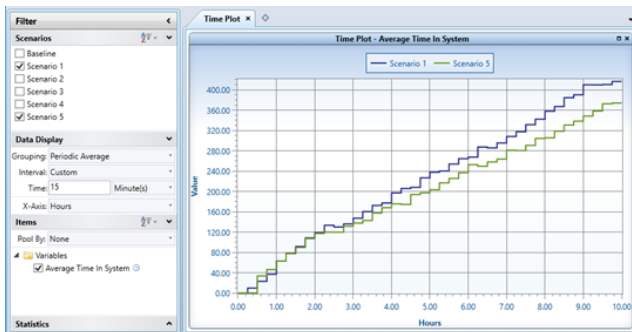 Filter
Scenarios
Baseline
Scenario 1
Scenario 2
Scenario 3
Scenario 4
Scenario 5
Data Display
Grouping: Periodic Average
Interval: Custom
Time: 15 Minute(s)
X-Axis: Hours
Items
Pool By: None
Variables
Average Time In System
Statistics
Time Plot
Time Plot - Average Time In System
Scenario 1 Scenario 5
Value
400.00
360.00
320.00
280.00
240.00
200.00
160.00
120.00
80.00
40.00
0.00
0.00 1.00 2.00 3.00 4.00 5.00 6.00 7.00 8.00 9.00 10.00
Hours